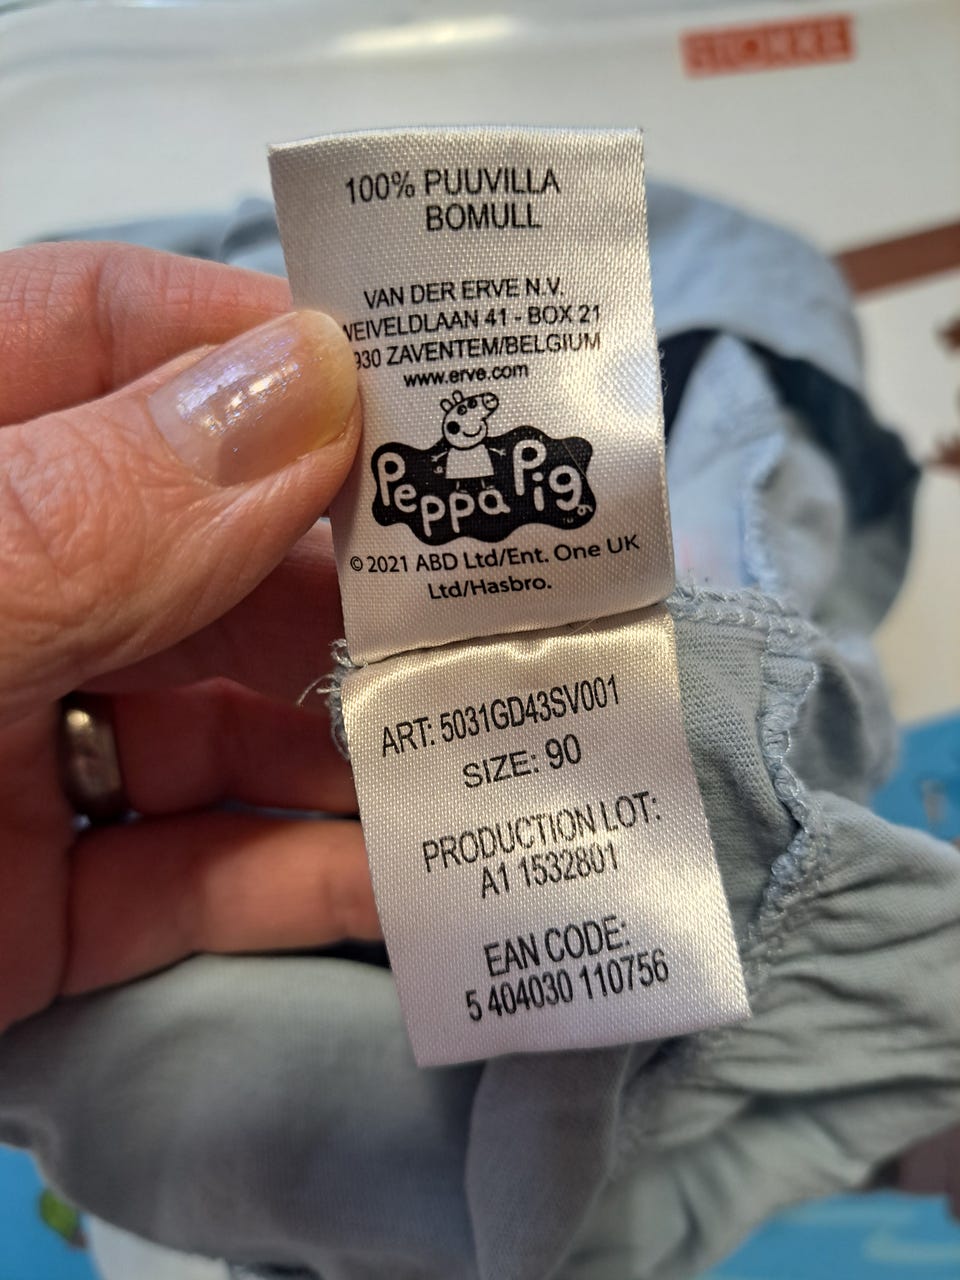 STOKKE
100% PUUVILLA
BOMULL
VAN DER ERVE N.V.
WEIVELDLAAN 41 - BOX 21
930 ZAVENTEM/BELGIUM
www.erve.com
Peppa Pig
© 2021 ABD Ltd/Ent. One UK
Ltd/Hasbro.
ART: 5031GD43SV001
SIZE: 90
PRODUCTION LOT:
A1 1532801
EAN CODE:
5 404030 110756